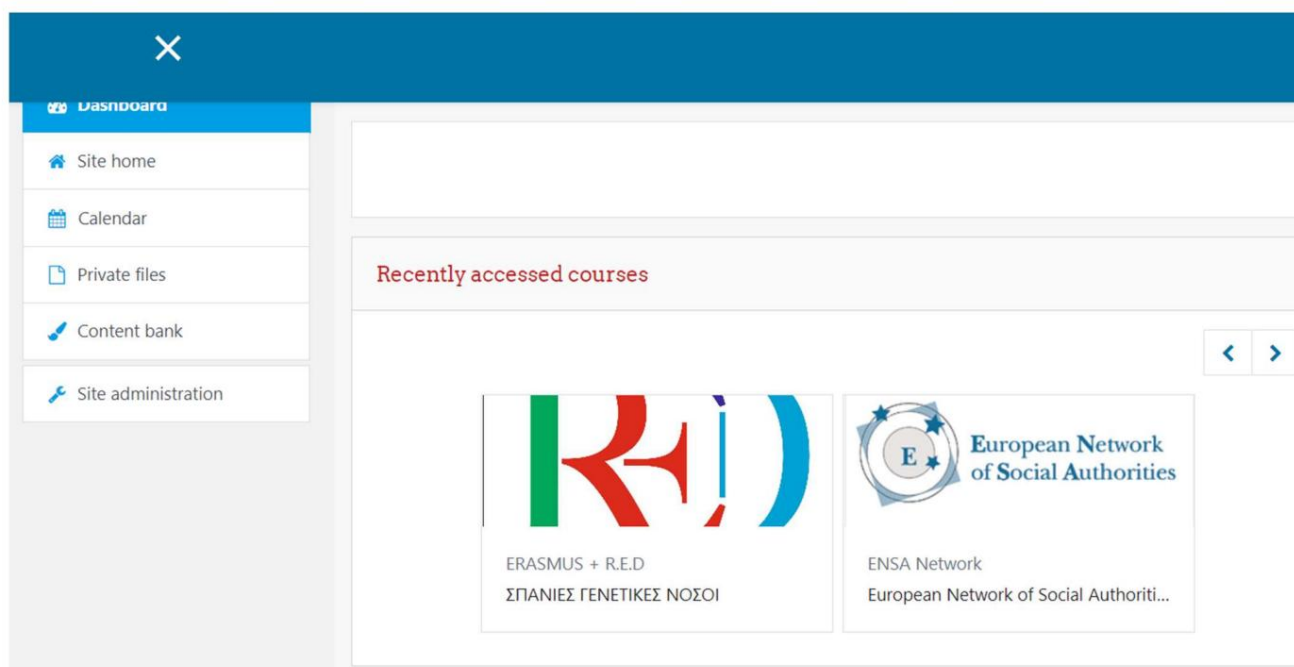 Dashboard
Site home
Calendar
Private files
Content bank
Site administration
Recently accessed courses
RED
E
European Network
of Social Authorities
ERASMUS + R.E.D
ΣΠΑΝΙΕΣ ΓΕΝΕΤΙΚΕΣ ΝΟΣΟΙ
ENSA Network
European Network of Social Authoriti...